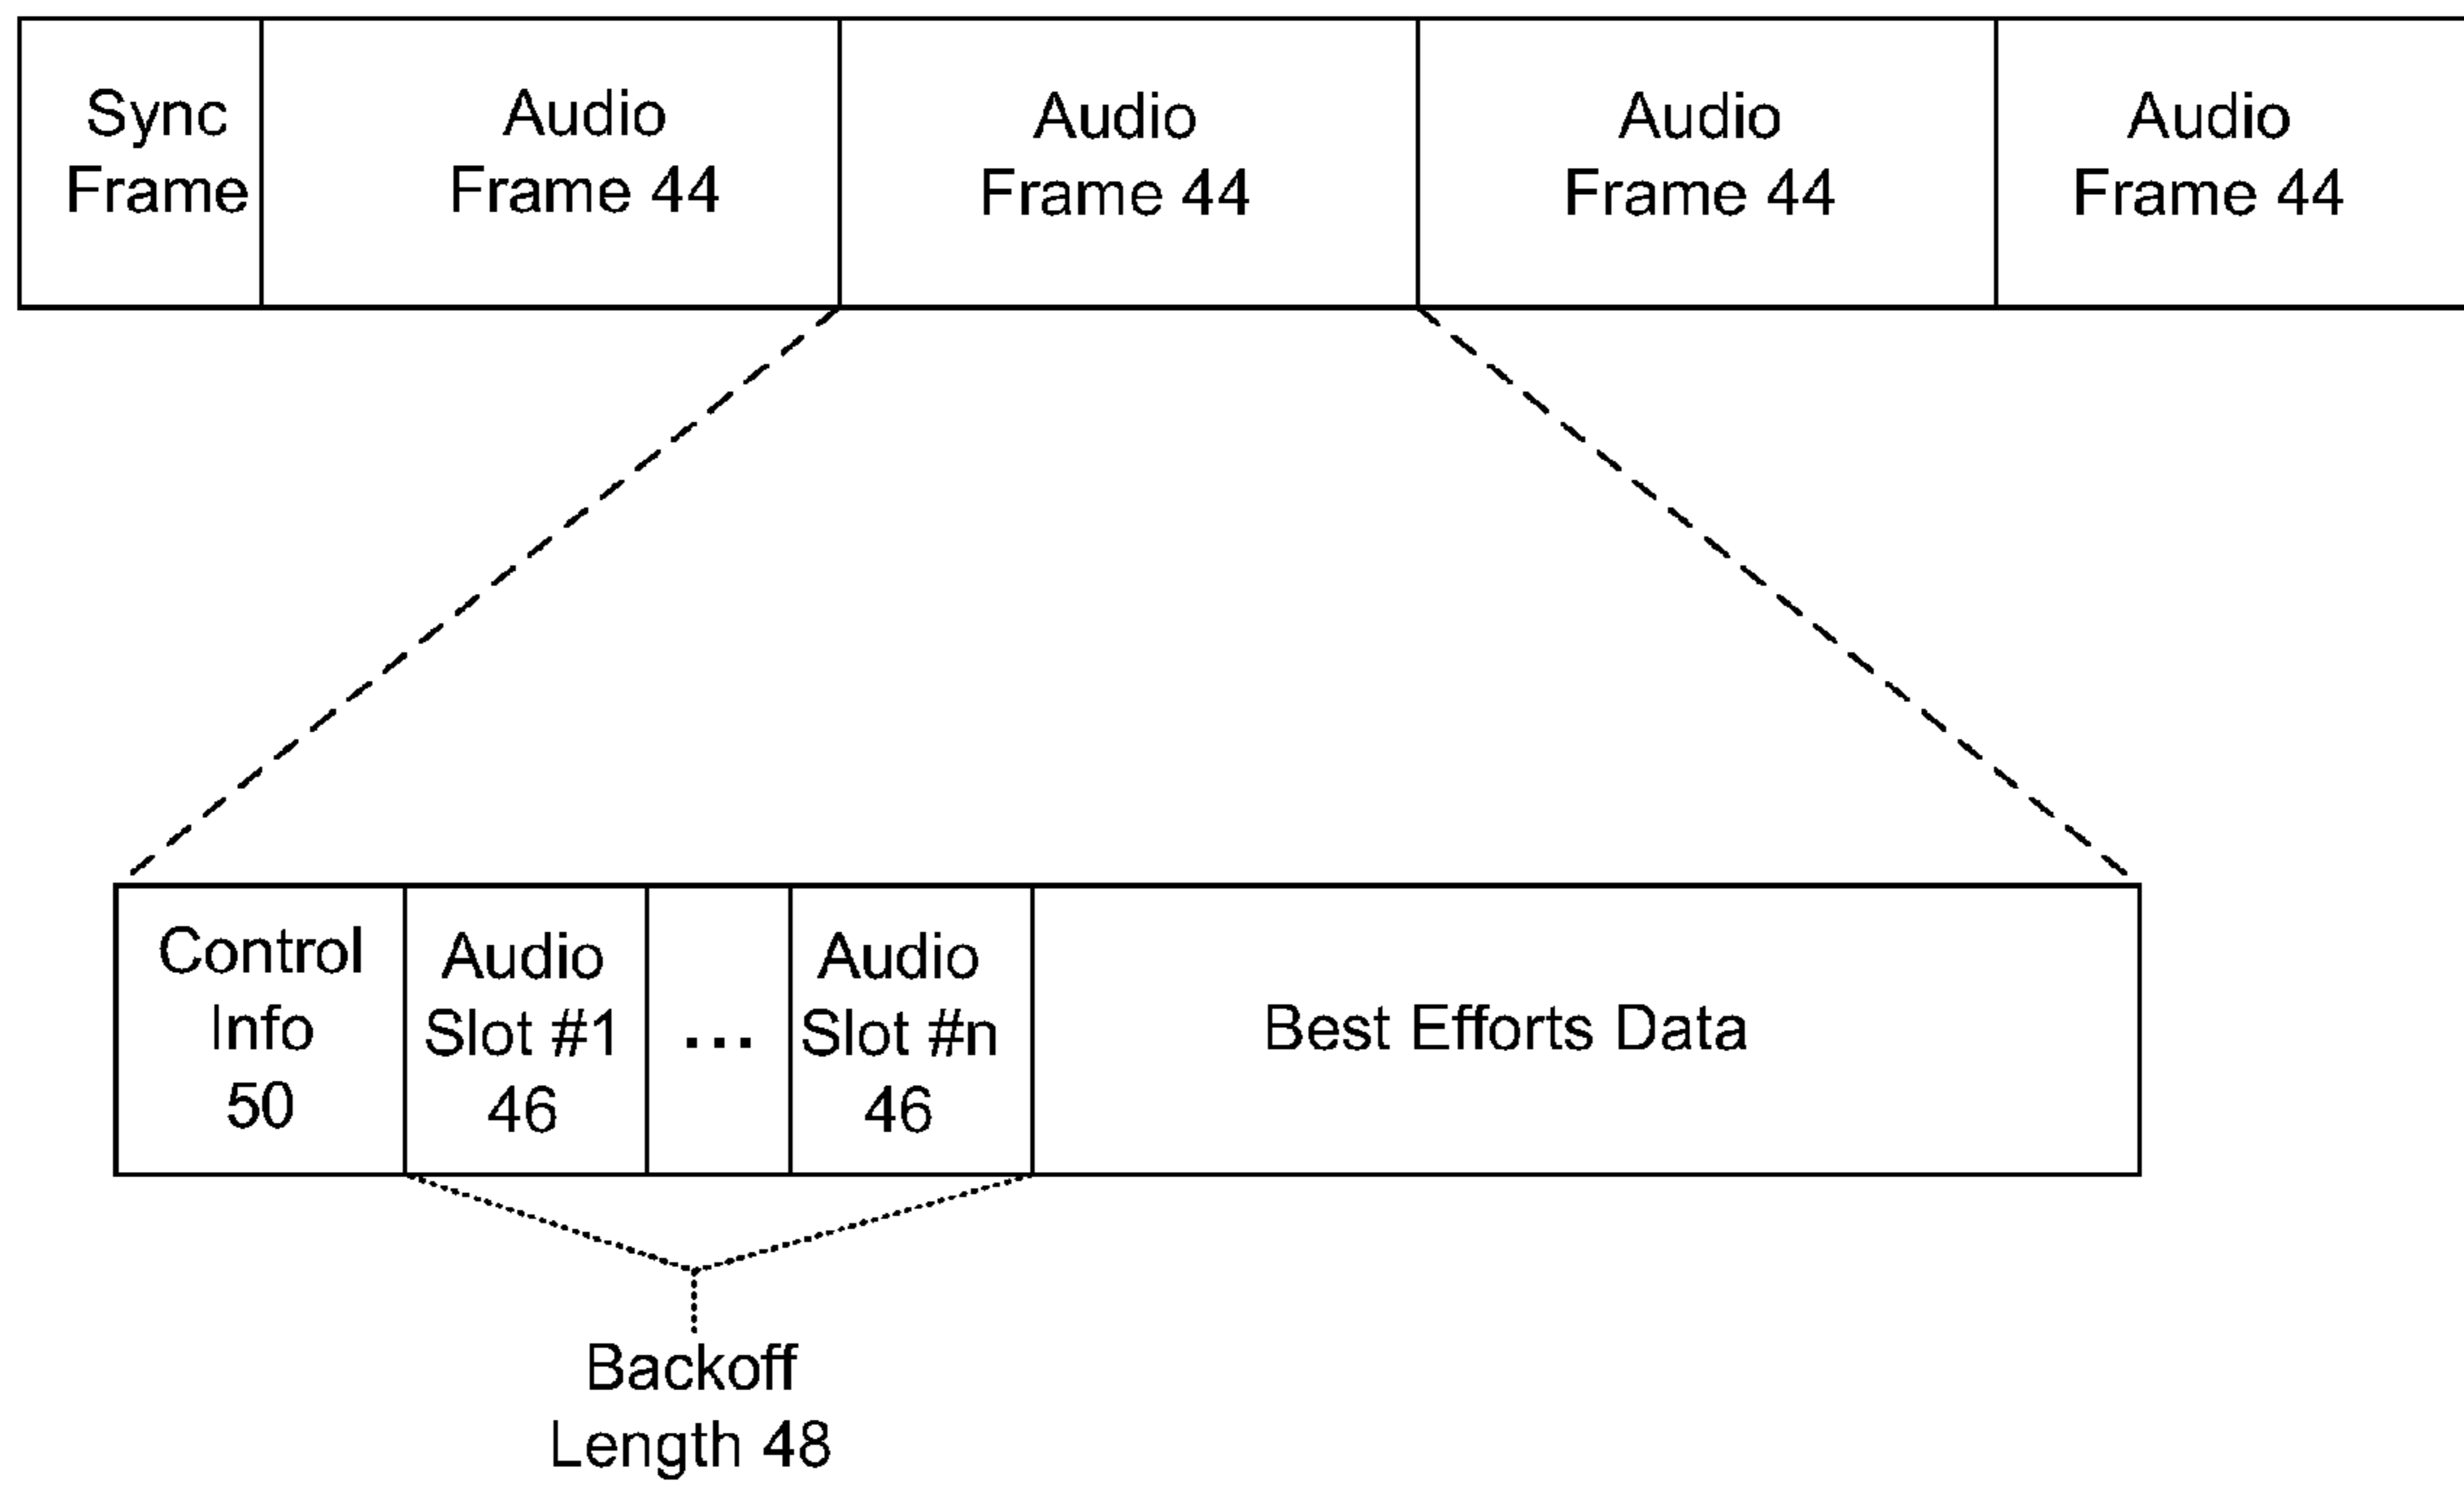 Sync
Frame
Audio
Frame 44
Audio
Frame 44
Audio
Frame 44
Audio
Frame 44
Control
Info
50
Audio
Slot #1
46
...
Audio
Slot #n
46
Best Efforts Data
Backoff
Length 48